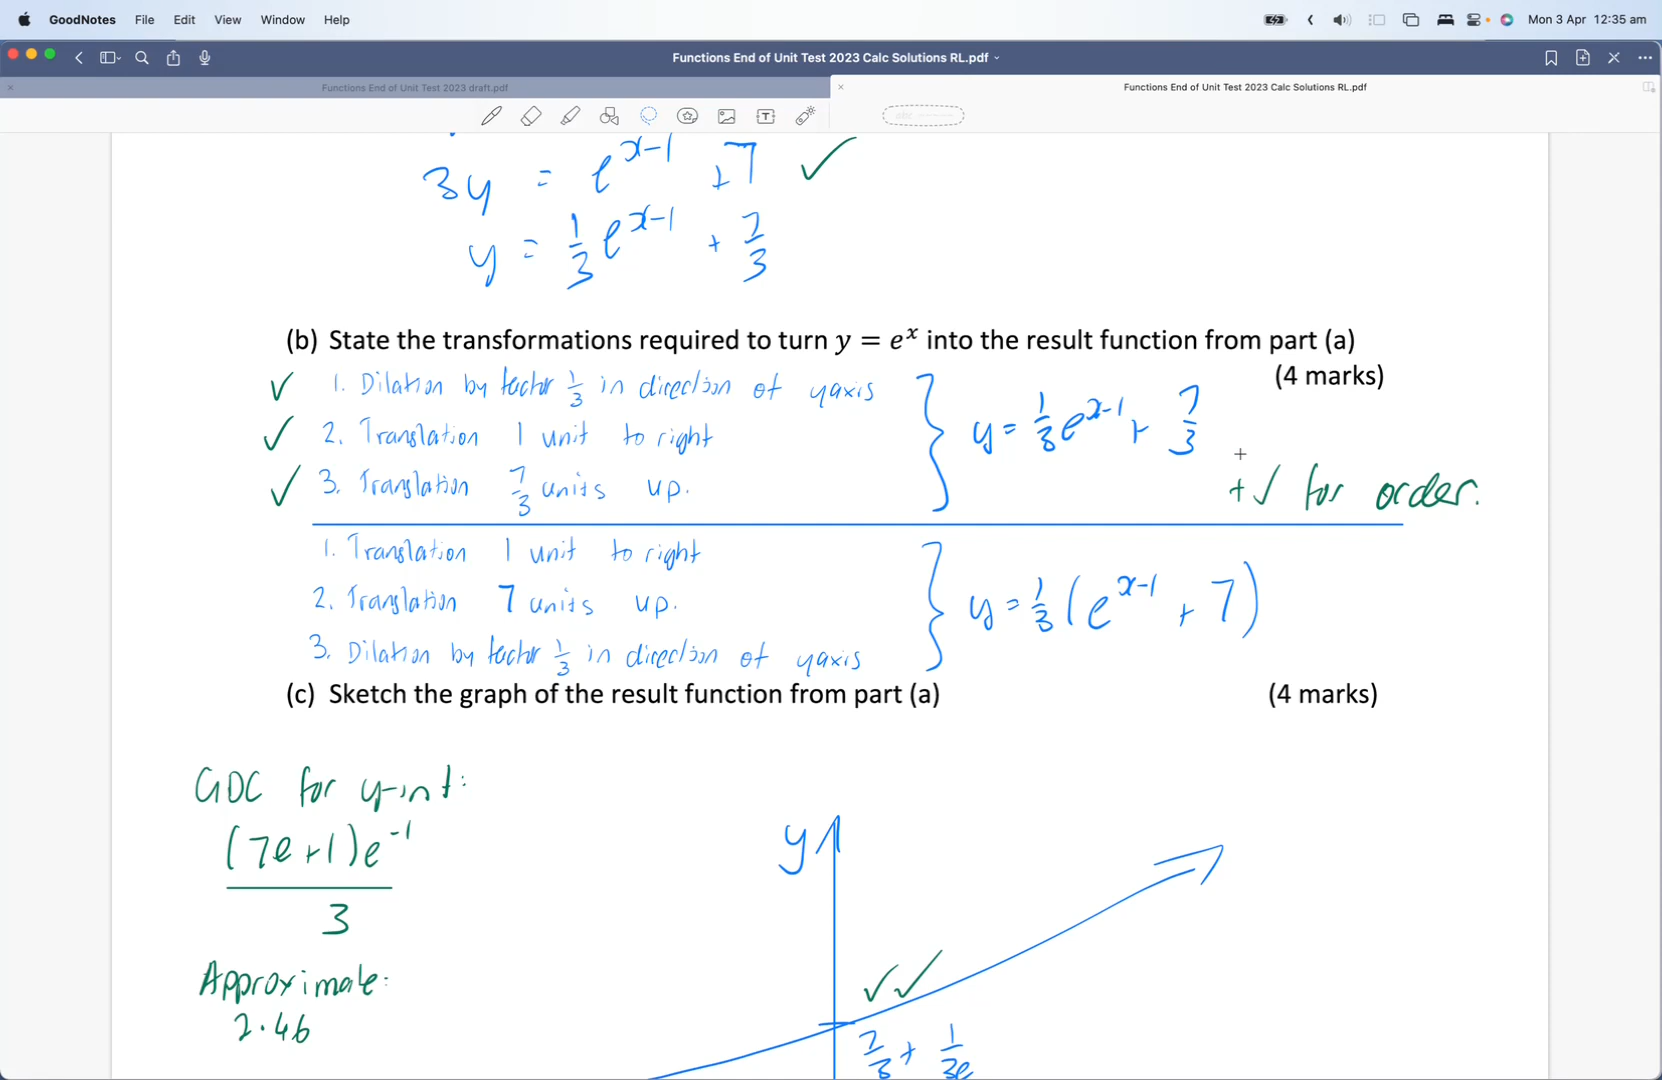 GoodNotes File Edit View Window Help Mon 3 Apr 12:35 am
Functions End of Unit Test 2023 Calc Solutions RL.pdf
Functions End of Unit Test 2023 draft.pdf Functions End of Unit Test 2023 Calc Solutions RL.pdf
3y = e^{x-1} + 7 ✓
y = 1/3 e^{x-1} + 7/3
(b) State the transformations required to turn y = e^x into the result function from part (a)
(4 marks)
✓ 1. Dilation by factor 1/3 in direction of y axis
✓ 2. Translation 1 unit to right
✓ 3. Translation 7/3 units up.
y = 1/3 e^{x-1} + 7/3
+✓ for order.
1. Translation 1 unit to right
2. Translation 7 units up.
3. Dilation by factor 1/3 in direction of y axis
y = 1/3 (e^{x-1} + 7)
(c) Sketch the graph of the result function from part (a) (4 marks)
GDC for y-int:
(7e+1)e^{-1}
3
Approximate:
2.46
y
✓✓
7/3 + 1/3e